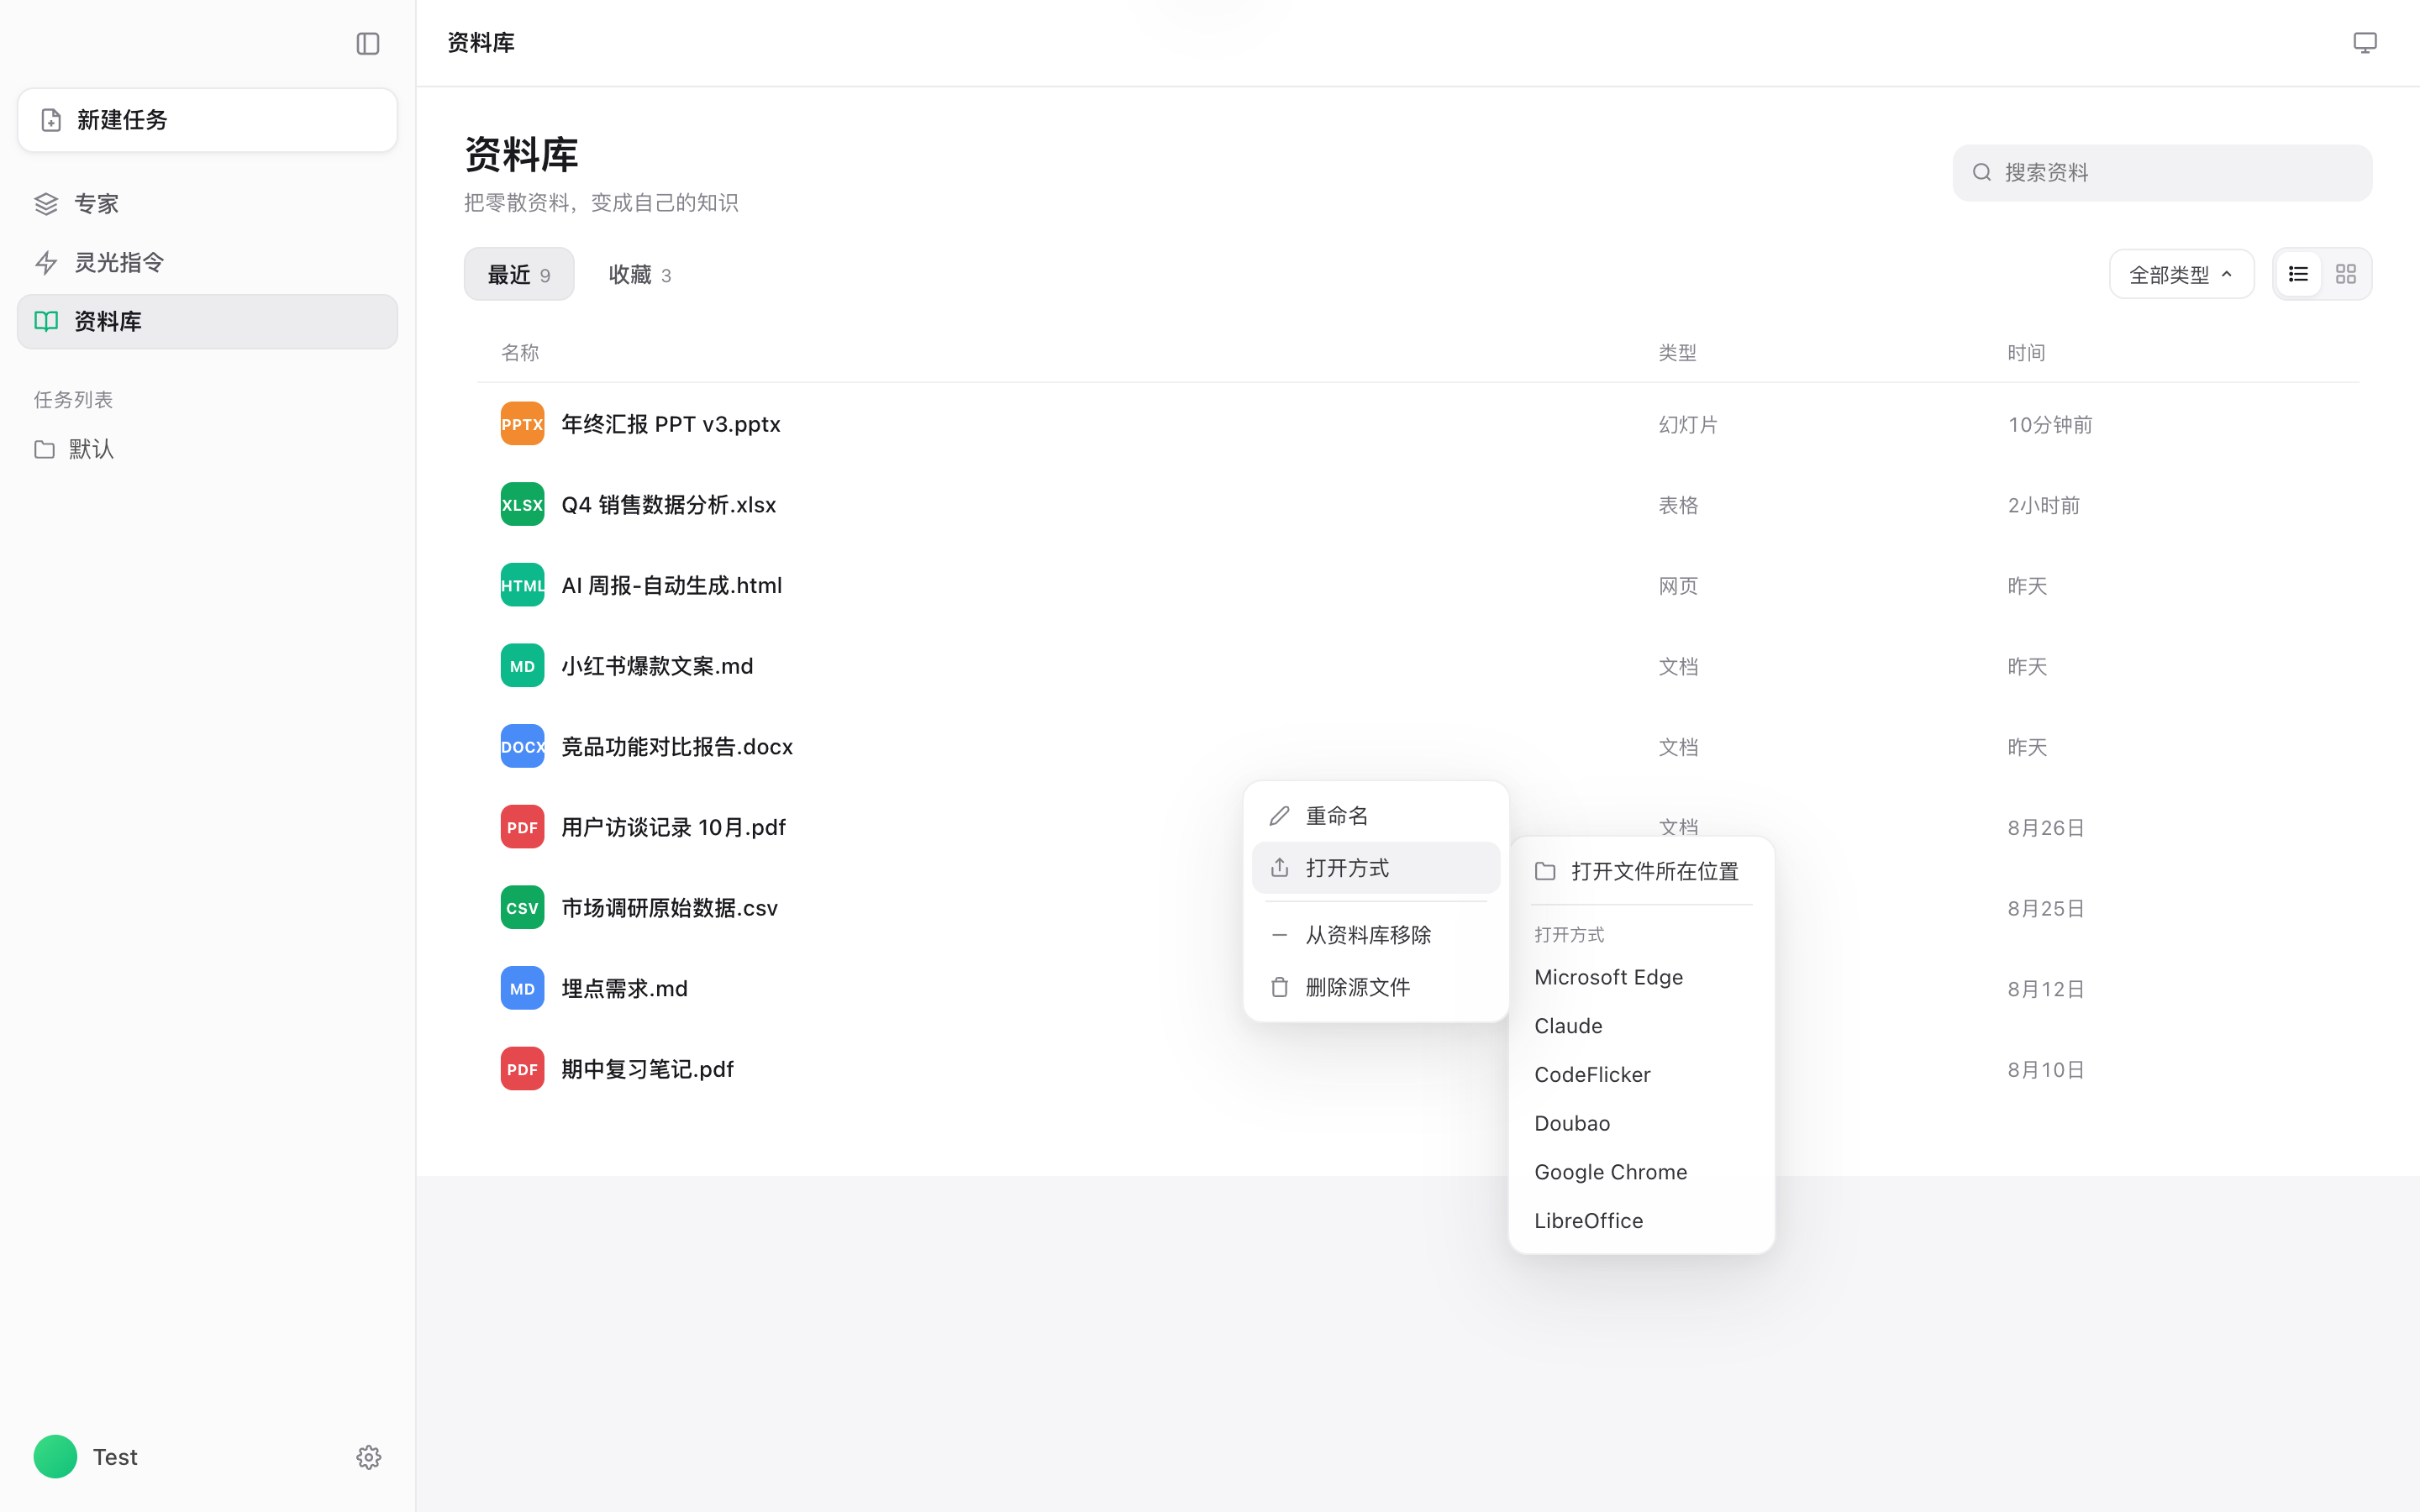 资料库
新建任务
专家
灵光指令
资料库
任务列表
默认
Test
资料库
把零散资料，变成自己的知识
搜索资料
最近 9 收藏 3
全部类型
名称 类型 时间
PPTX 年终汇报 PPT v3.pptx 幻灯片 10分钟前
XLSX Q4 销售数据分析.xlsx 表格 2小时前
HTML AI 周报-自动生成.html 网页 昨天
MD 小红书爆款文案.md 文档 昨天
DOCX 竞品功能对比报告.docx 文档 昨天
PDF 用户访谈记录 10月.pdf 文档 8月26日
CSV 市场调研原始数据.csv 8月25日
MD 埋点需求.md 8月12日
PDF 期中复习笔记.pdf 8月10日
重命名
打开方式
从资料库移除
删除源文件
打开文件所在位置
打开方式
Microsoft Edge
Claude
CodeFlicker
Doubao
Google Chrome
LibreOffice